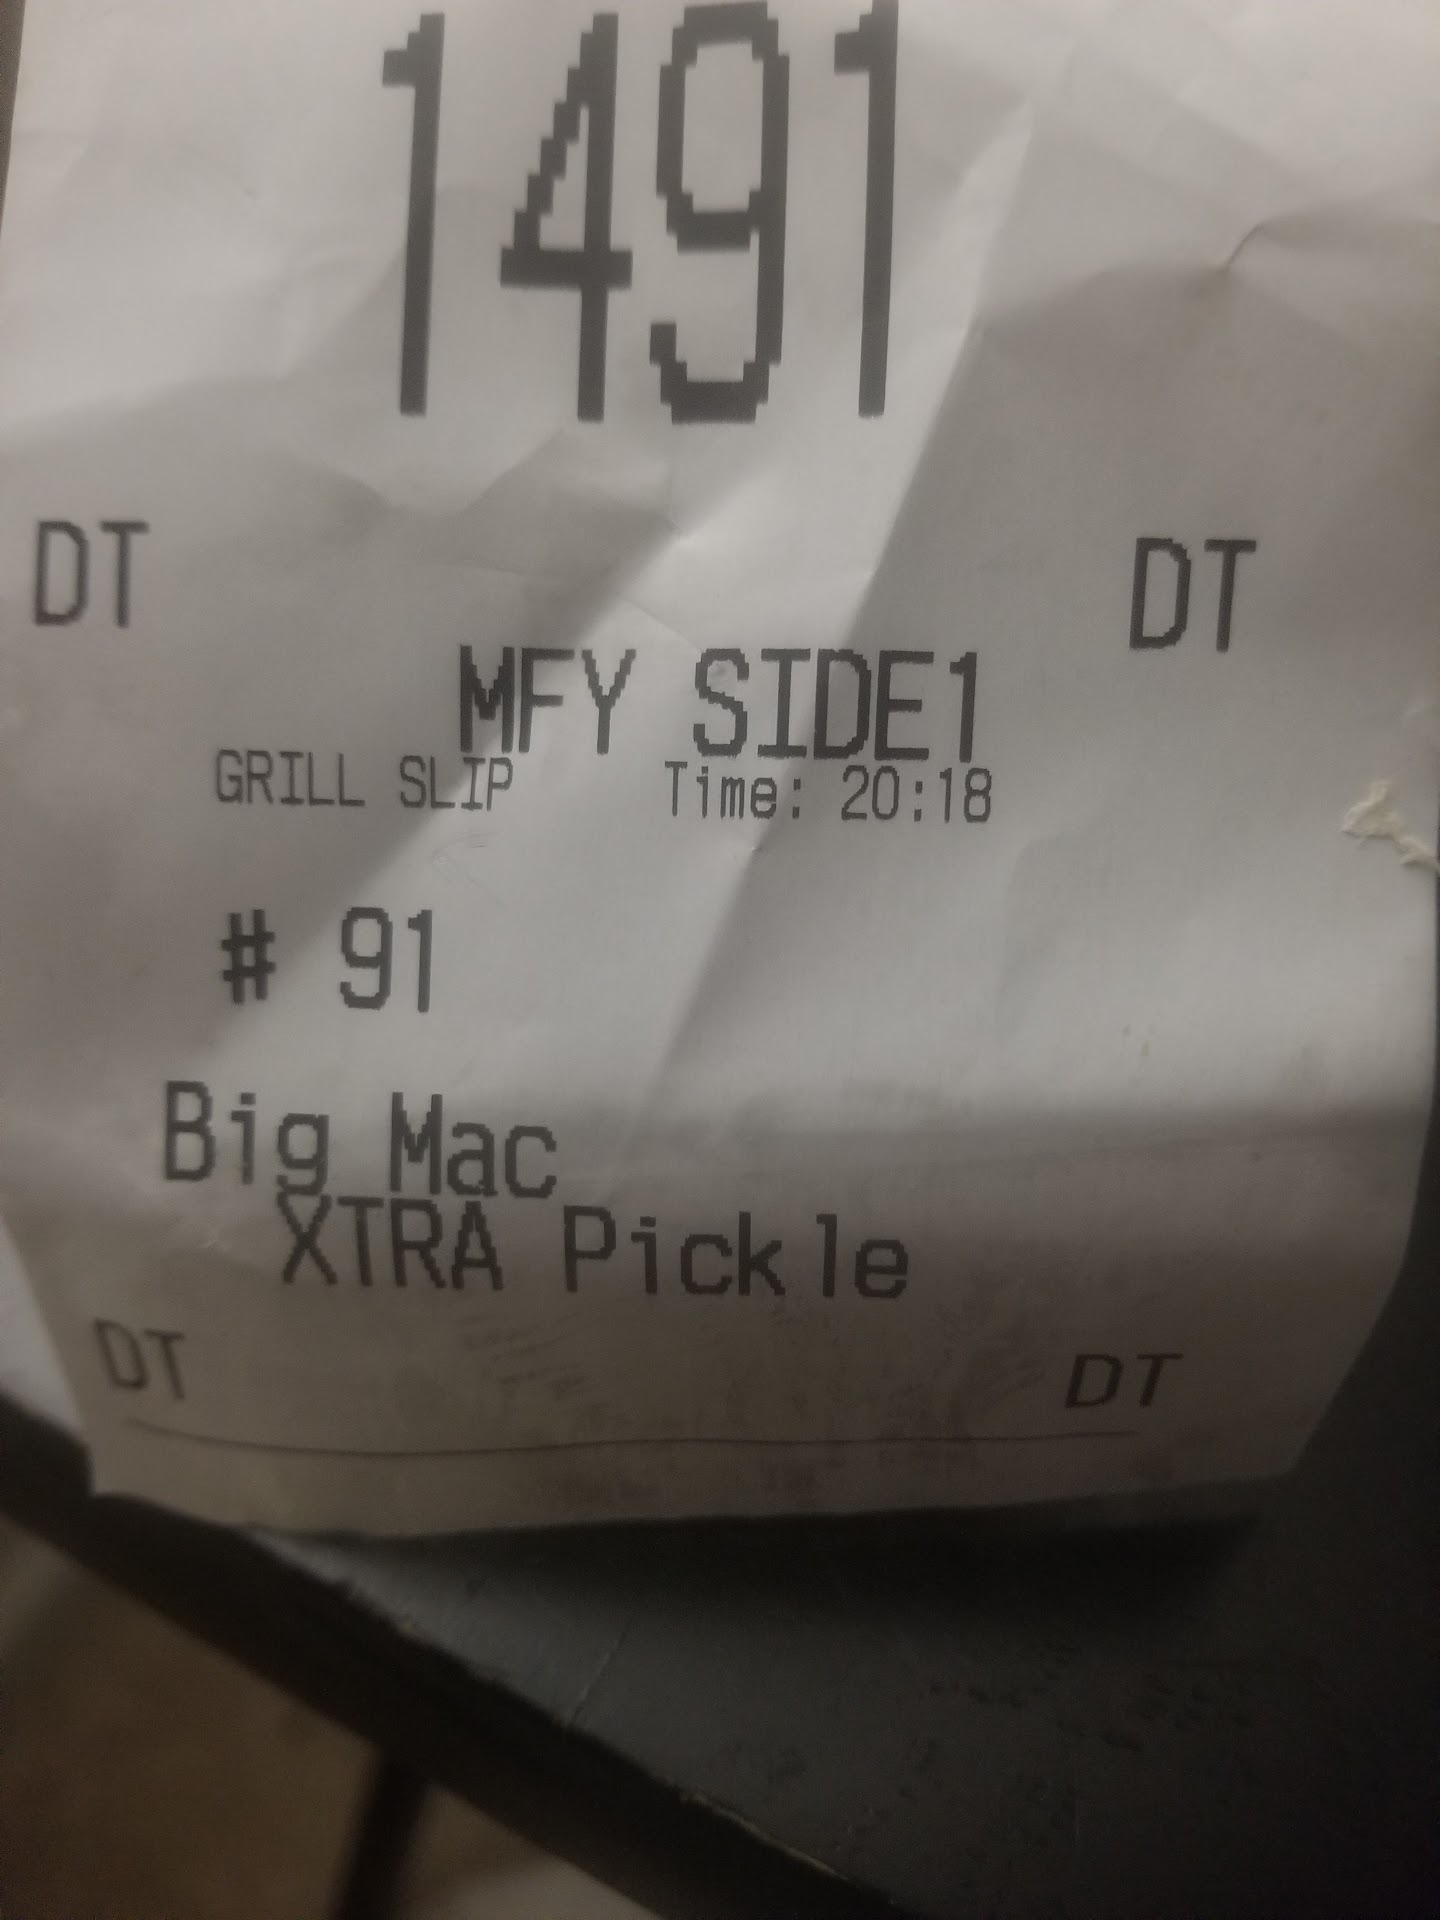 1491
DT DT
MFY SIDE1
GRILL SLIP Time: 20:18
# 91
Big Mac
XTRA Pickle
DT DT